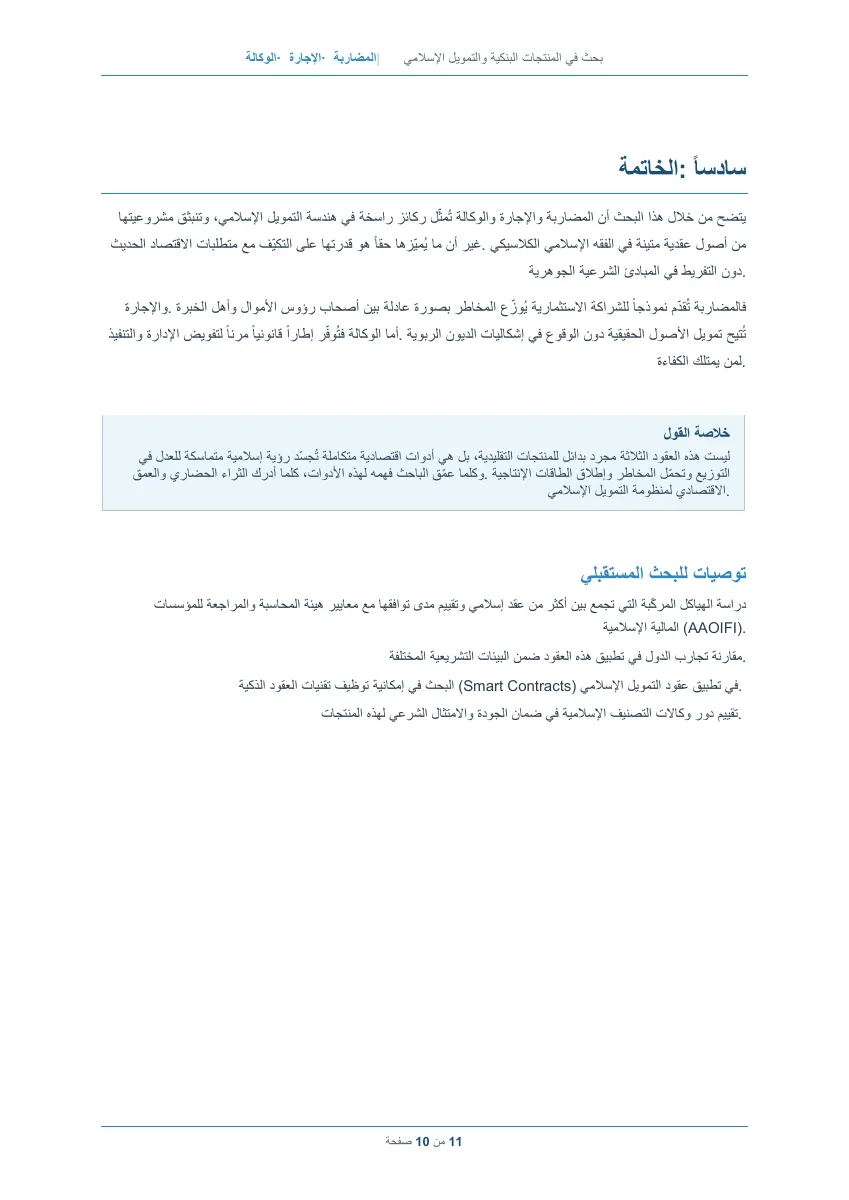 بحث في المنتجات البنكية والتمويل الإسلامي | المضاربة · الإجارة · الوكالة
سادساً :الخاتمة
يتضح من خلال هذا البحث أن المضاربة والإجارة والوكالة تُمثّل ركائز راسخة في هندسة التمويل الإسلامي، وتنبثق مشروعيتها
من أصول عقدية متينة في الفقه الإسلامي الكلاسيكي .غير أن ما يُميّزها حقاً هو قدرتها على التكيّف مع متطلبات الاقتصاد الحديث
.دون التفريط في المبادئ الشرعية الجوهرية
فالمضاربة تُقدّم نموذجاً للشراكة الاستثمارية يُوزّع المخاطر بصورة عادلة بين أصحاب رؤوس الأموال وأهل الخبرة .والإجارة
تُتيح تمويل الأصول الحقيقية دون الوقوع في إشكاليات الديون الربوية .أما الوكالة فتُوفّر إطاراً قانونياً مرناً لتفويض الإدارة والتنفيذ
.لمن يمتلك الكفاءة
خلاصة القول
ليست هذه العقود الثلاثة مجرد بدائل للمنتجات التقليدية، بل هي أدوات اقتصادية متكاملة تُجسّد رؤية إسلامية متماسكة للعدل في
التوزيع وتحمّل المخاطر وإطلاق الطاقات الإنتاجية .وكلما عمّق الباحث فهمه لهذه الأدوات، كلما أدرك الثراء الحضاري والعمق
.الاقتصادي لمنظومة التمويل الإسلامي
توصيات للبحث المستقبلي
دراسة الهياكل المركّبة التي تجمع بين أكثر من عقد إسلامي وتقييم مدى توافقها مع معايير هيئة المحاسبة والمراجعة للمؤسسات
.(AAOIFI) المالية الإسلامية
.مقارنة تجارب الدول في تطبيق هذه العقود ضمن البيئات التشريعية المختلفة
.في تطبيق عقود التمويل الإسلامي (Smart Contracts) البحث في إمكانية توظيف تقنيات العقود الذكية
.تقييم دور وكالات التصنيف الإسلامية في ضمان الجودة والامتثال الشرعي لهذه المنتجات
11 من 10 صفحة